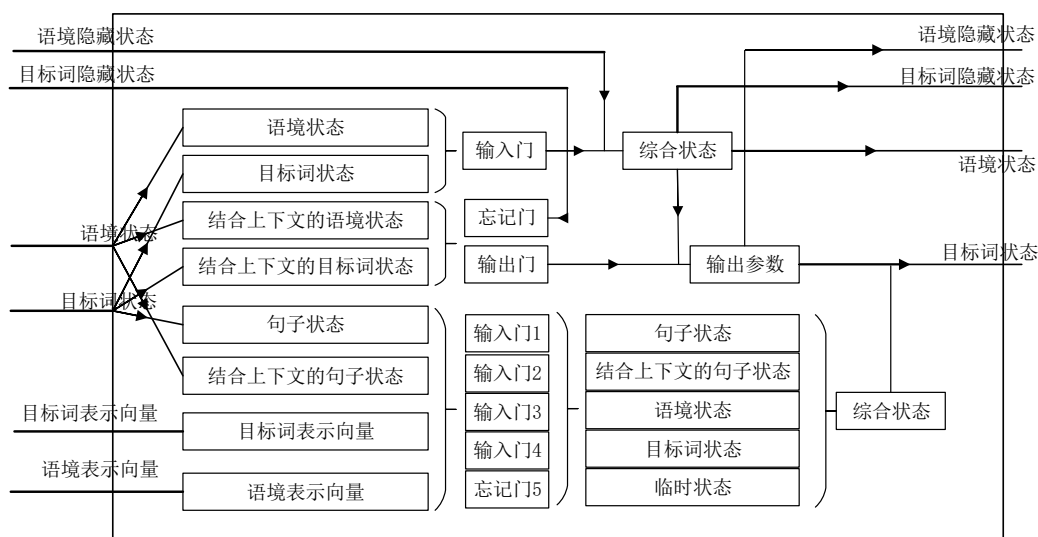 语境隐藏状态
目标词隐藏状态
语境状态
目标词状态
目标词表示向量
语境表示向量
语境状态
目标词状态
结合上下文的语境状态
结合上下文的目标词状态
句子状态
结合上下文的句子状态
目标词表示向量
语境表示向量
输入门
忘记门
输出门
输入门1
输入门2
输入门3
输入门4
忘记门5
综合状态
输出参数
句子状态
结合上下文的句子状态
语境状态
目标词状态
临时状态
综合状态
语境隐藏状态
目标词隐藏状态
语境状态
目标词状态